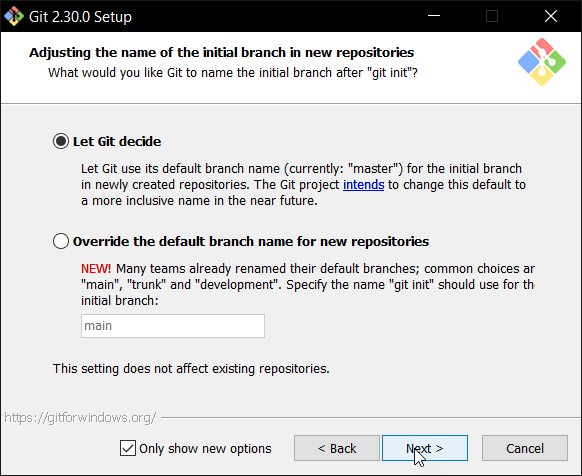 Git 2.30.0 Setup
Adjusting the name of the initial branch in new repositories
What would you like Git to name the initial branch after "git init"?
Let Git decide
Let Git use its default branch name (currently: "master") for the initial branch
in newly created repositories. The Git project intends to change this default to
a more inclusive name in the near future.
Override the default branch name for new repositories
NEW! Many teams already renamed their default branches; common choices ar
"main", "trunk" and "development". Specify the name "git init" should use for the
initial branch:
main
This setting does not affect existing repositories.
https://gitforwindows.org/
Only show new options
< Back
Next >
Cancel